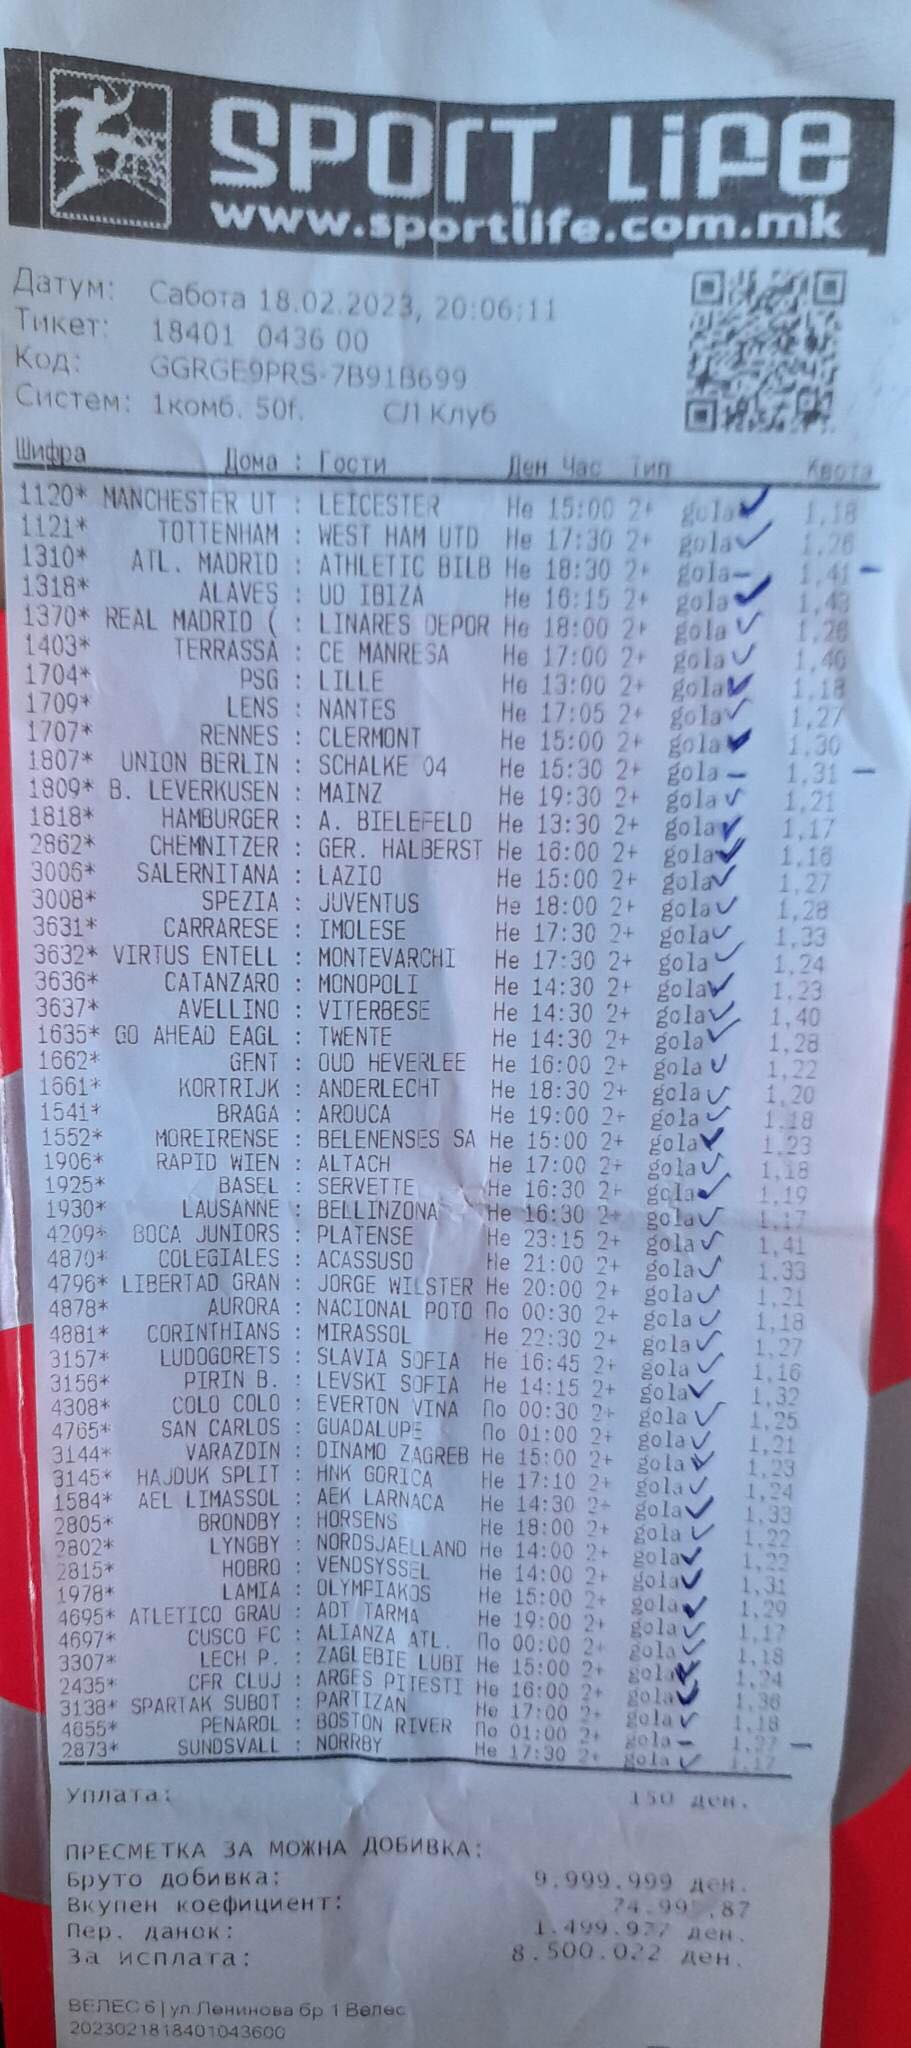 SPORT LiFe
www.sportlife.com.mk
Датум: Сабота 18.02.2023, 20:06:11
Тикет: 18401 0436 00
Код: GGRGE9PRS-7B91B699
Систем: 1комб. 50f. СЛ Клуб
Шифра Дома : Гости Ден Час Тип Квота
1120* MANCHESTER UT : LEICESTER Не 15:00 2+ gola 1,18
1121* TOTTENHAM : WEST HAM UTD Не 17:30 2+ gola 1,26
1310* ATL. MADRID : ATHLETIC BILB Не 18:30 2+ gola 1,41
1318* ALAVES : UD IBIZA Не 16:15 2+ gola 1,43
1370* REAL MADRID ( : LINARES DEPOR Не 18:00 2+ gola 1,26
1403* TERRASSA : CE MANRESA Не 17:00 2+ gola 1,40
1704* PSG : LILLE Не 13:00 2+ gola 1,18
1709* LENS : NANTES Не 17:05 2+ gola 1,27
1707* RENNES : CLERMONT Не 15:00 2+ gola 1,30
1807* UNION BERLIN : SCHALKE 04 Не 15:30 2+ gola 1,31
1809* B. LEVERKUSEN : MAINZ Не 19:30 2+ gola 1,21
1818* HAMBURGER : A. BIELEFELD Не 13:30 2+ gola 1,17
2862* CHEMNITZER : GER. HALBERST Не 16:00 2+ gola 1,16
3006* SALERNITANA : LAZIO Не 15:00 2+ gola 1,27
3008* SPEZIA : JUVENTUS Не 18:00 2+ gola 1,28
3631* CARRARESE : IMOLESE Не 17:30 2+ gola 1,33
3632* VIRTUS ENTELL : MONTEVARCHI Не 17:30 2+ gola 1,24
3636* CATANZARO : MONOPOLI Не 14:30 2+ gola 1,23
3637* AVELLINO : VITERBESE Не 14:30 2+ gola 1,40
1635* GO AHEAD EAGL : TWENTE Не 14:30 2+ gola 1,28
1662* GENT : OUD HEVERLEE Не 16:00 2+ gola 1,22
1661* KORTRIJK : ANDERLECHT Не 18:30 2+ gola 1,20
1541* BRAGA : AROUCA Не 19:00 2+ gola 1,18
1552* MOREIRENSE : BELENENSES SA Не 15:00 2+ gola 1,23
1906* RAPID WIEN : ALTACH Не 17:00 2+ gola 1,18
1925* BASEL : SERVETTE Не 16:30 2+ gola 1,19
1930* LAUSANNE : BELLINZONA Не 16:30 2+ gola 1,17
4209* BOCA JUNIORS : PLATENSE Не 23:15 2+ gola 1,41
4870* COLEGIALES : ACASSUSO Не 21:00 2+ gola 1,33
4796* LIBERTAD GRAN : JORGE WILSTER Не 20:00 2+ gola 1,21
4878* AURORA : NACIONAL POTO По 00:30 2+ gola 1,18
4881* CORINTHIANS : MIRASSOL Не 22:30 2+ gola 1,27
3157* LUDOGORETS : SLAVIA SOFIA Не 16:45 2+ gola 1,16
3156* PIRIN B. : LEVSKI SOFIA Не 14:15 2+ gola 1,32
4308* COLO COLO : EVERTON VINA По 00:30 2+ gola 1,25
4765* SAN CARLOS : GUADALUPE По 01:00 2+ gola 1,21
3144* VARAZDIN : DINAMO ZAGREB Не 15:00 2+ gola 1,23
3145* HAJDUK SPLIT : HNK GORICA Не 17:10 2+ gola 1,24
1584* AEL LIMASSOL : AEK LARNACA Не 14:30 2+ gola 1,33
2805* BRONDBY : HORSENS Не 18:00 2+ gola 1,22
2802* LYNGBY : NORDSJAELLAND Не 14:00 2+ gola 1,22
2815* HOBRO : VENDSYSSEL Не 14:00 2+ gola 1,31
1978* LAMIA : OLYMPIAKOS Не 15:00 2+ gola 1,29
4695* ATLETICO GRAU : ADT TARMA Не 19:00 2+ gola 1,17
4697* CUSCO FC : ALIANZA ATL. По 00:00 2+ gola 1,18
3307* LECH P. : ZAGLEBIE LUBI Не 15:00 2+ gola 1,24
2435* CFR CLUJ : ARGES PITESTI Не 16:00 2+ gola 1,36
3138* SPARTAK SUBOT : PARTIZAN Не 17:00 2+ gola 1,18
4655* PENAROL : BOSTON RIVER По 01:00 2+ gola 1,27
2873* SUNDSVALL : NORRBY Не 17:30 2+ gola 1,17
Уплата: 150 ден.
ПРЕСМЕТКА ЗА МОЖНА ДОБИВКА:
Бруто добивка: 9.999.999 ден.
Вкупен коефициент:
Пер. данок: 1.499.977 ден.
За исплата: 8.500.022 ден.
ВЕЛЕС 6 | ул Ленинова бр 1 Велес
2023021818401043600